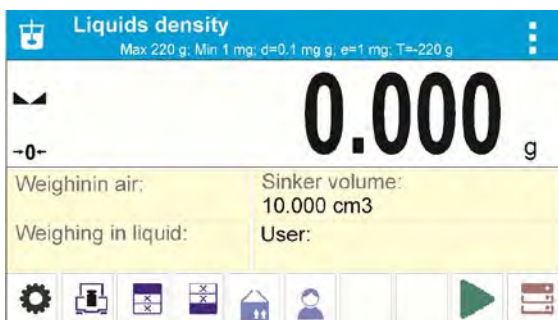 Liquids density
Max 220 g; Min 1 mg; d=0.1 mg g; e=1 mg; T=-220 g
→0←
0.000 g
Weighinin air:
Sinker volume:
10.000 cm3
Weighing in liquid:
User: